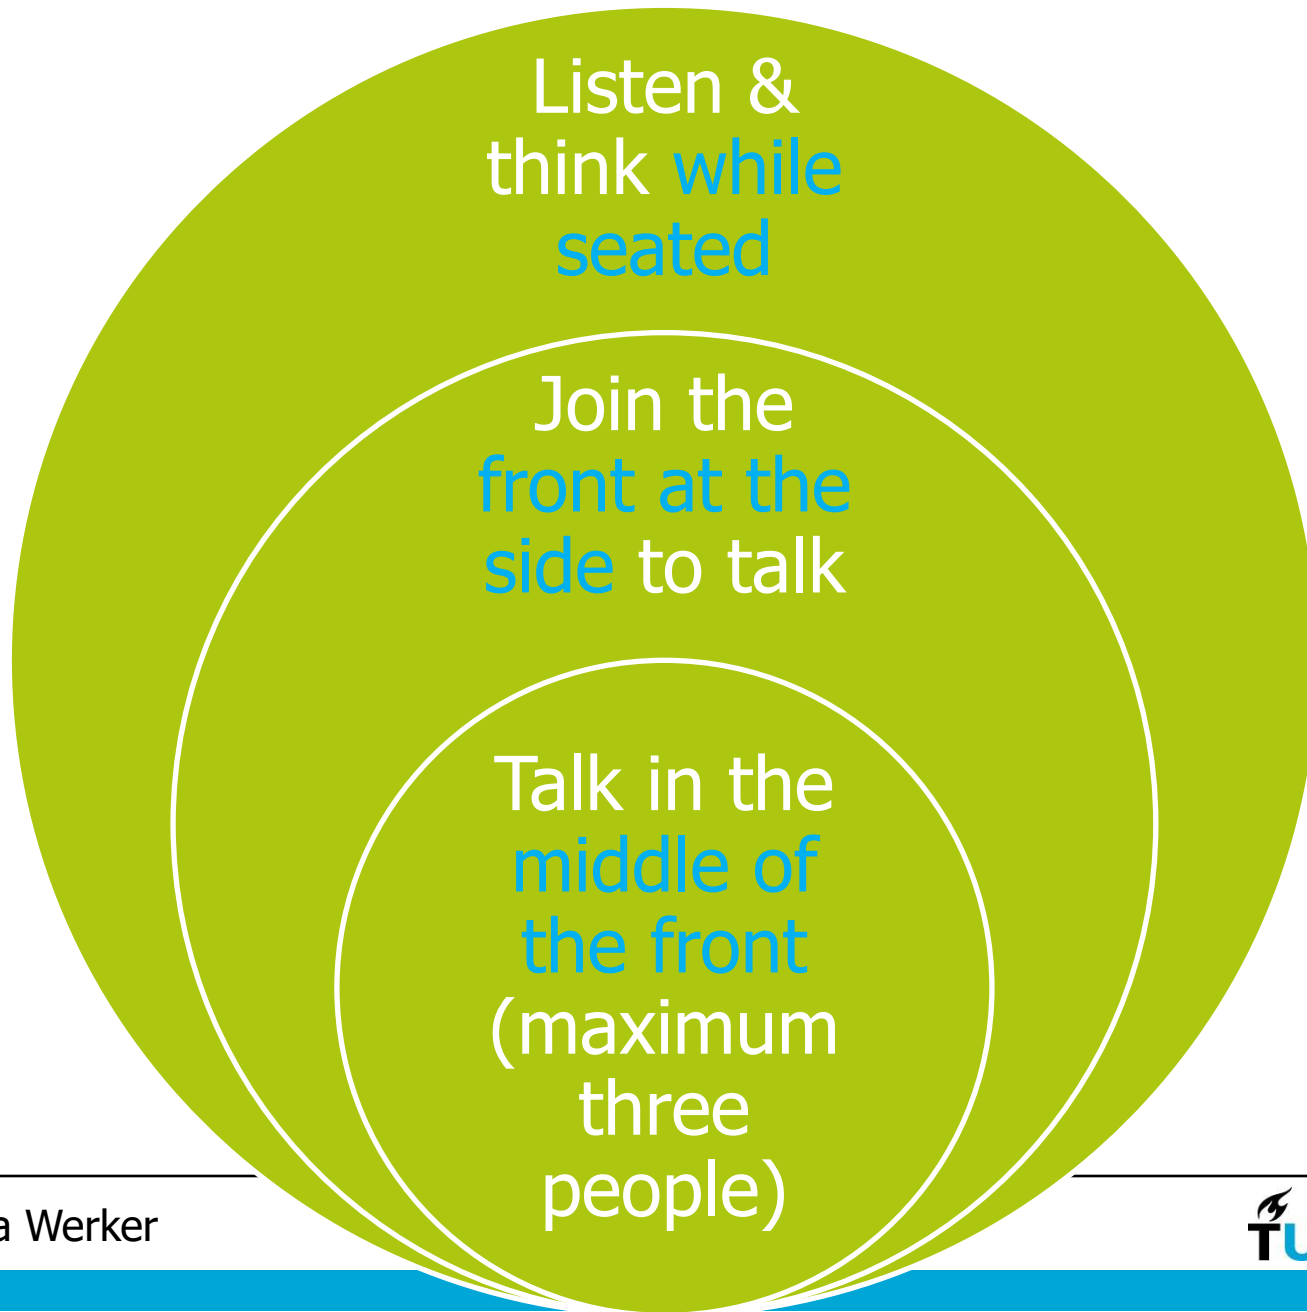 Listen &
think while
seated
Join the
front at the
side to talk
Talk in the
middle of
the front
(maximum
three
people)
a Werker
TU